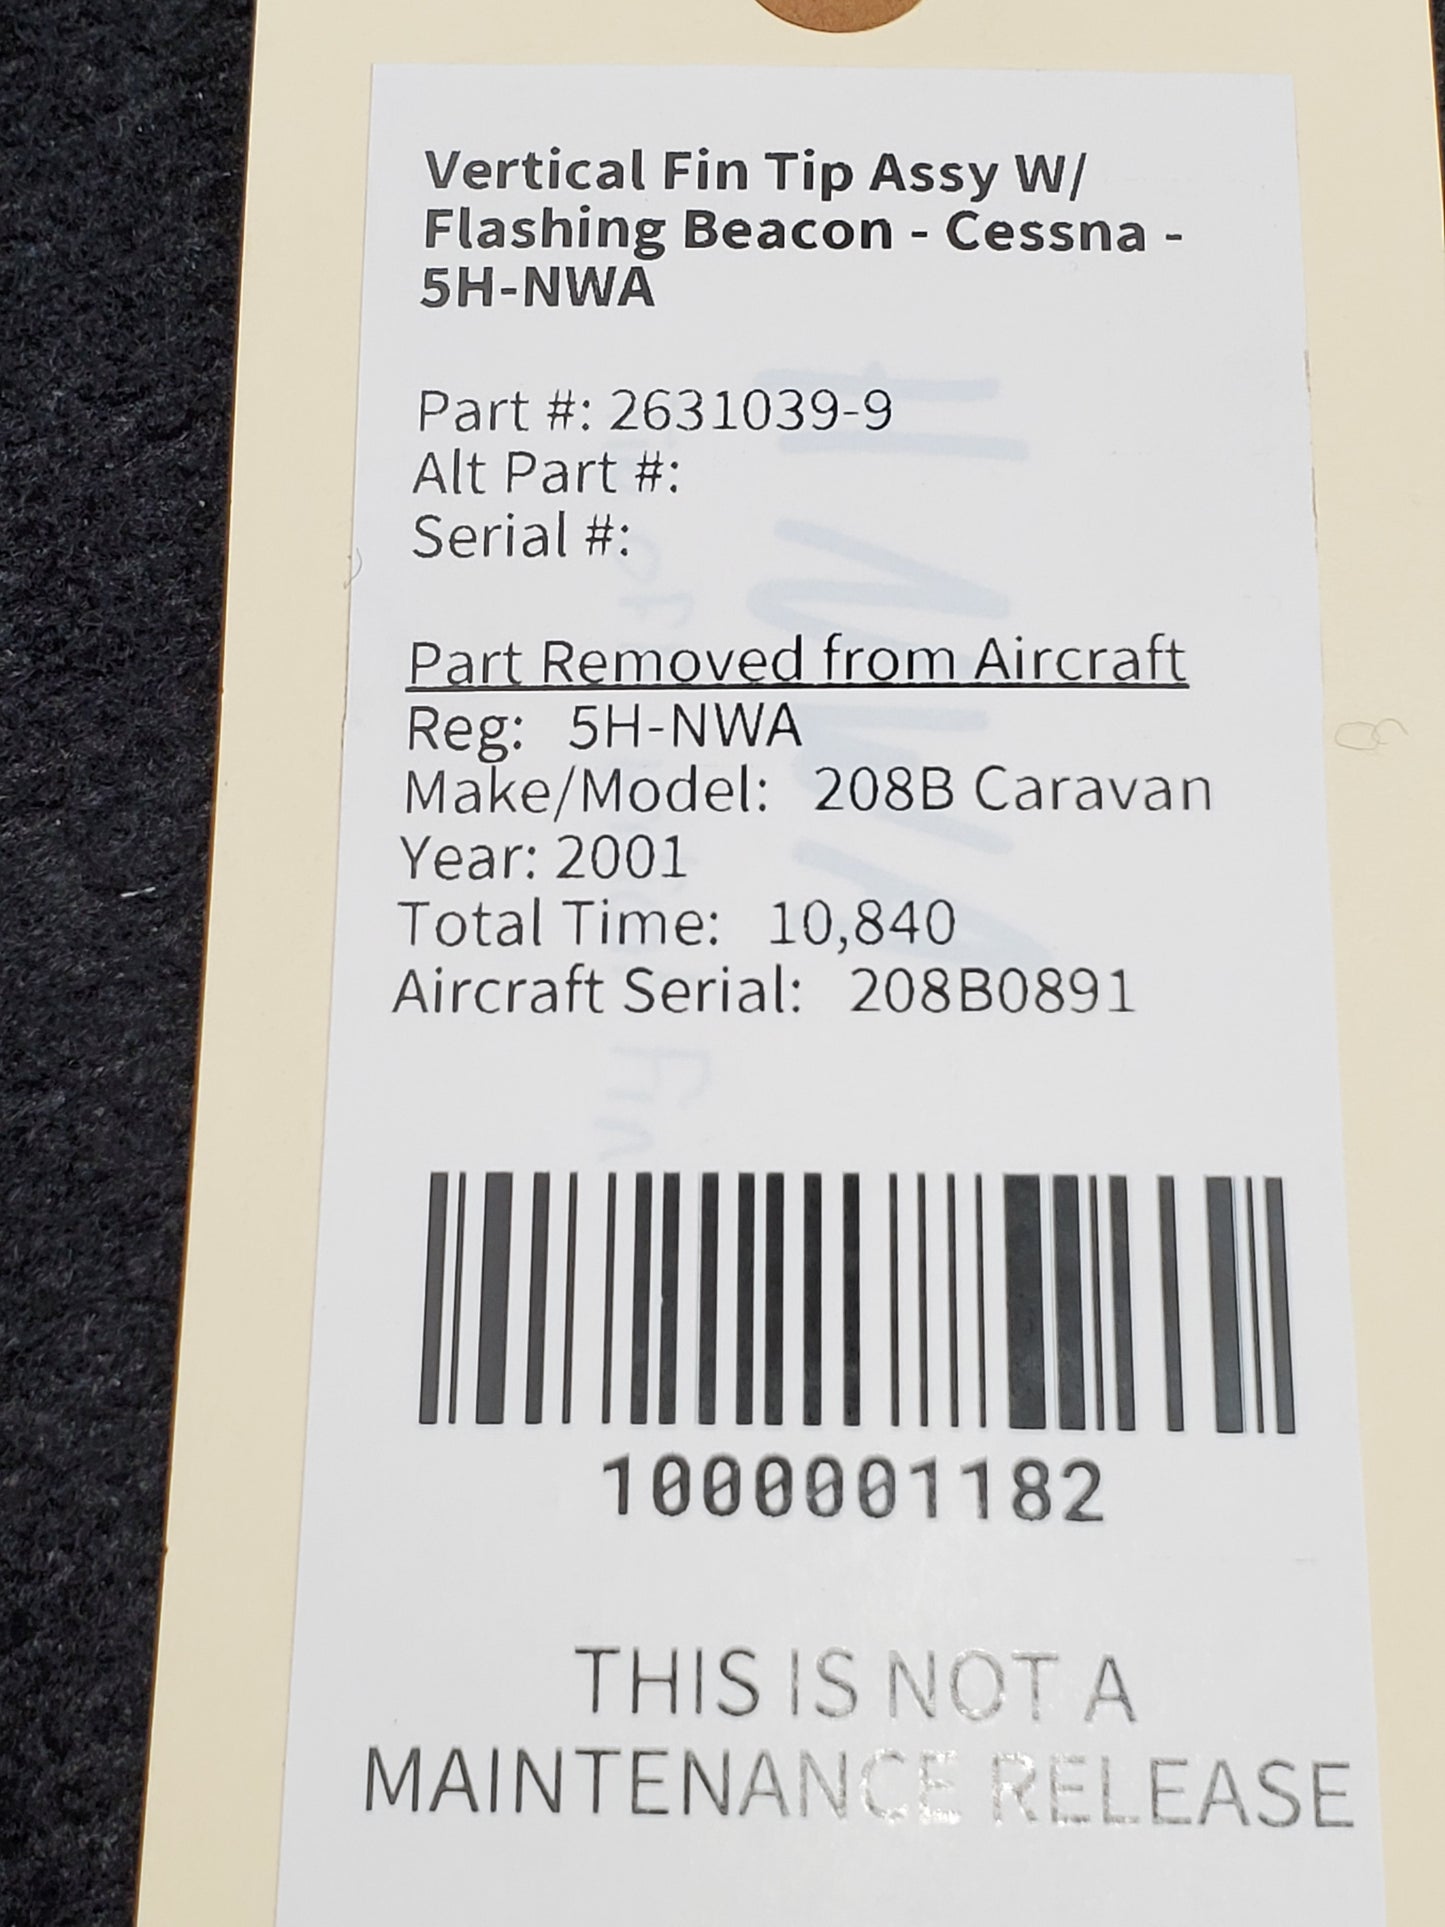 Vertical Fin Tip Assy W/
Flashing Beacon - Cessna -
5H-NWA
Part #: 2631039-9
Alt Part #:
Serial #:
Part Removed from Aircraft
Reg: 5H-NWA
Make/Model: 208B Caravan
Year: 2001
Total Time: 10,840
Aircraft Serial: 208B0891
1000001182
THIS IS NOT A
MAINTENANCE RELEASE